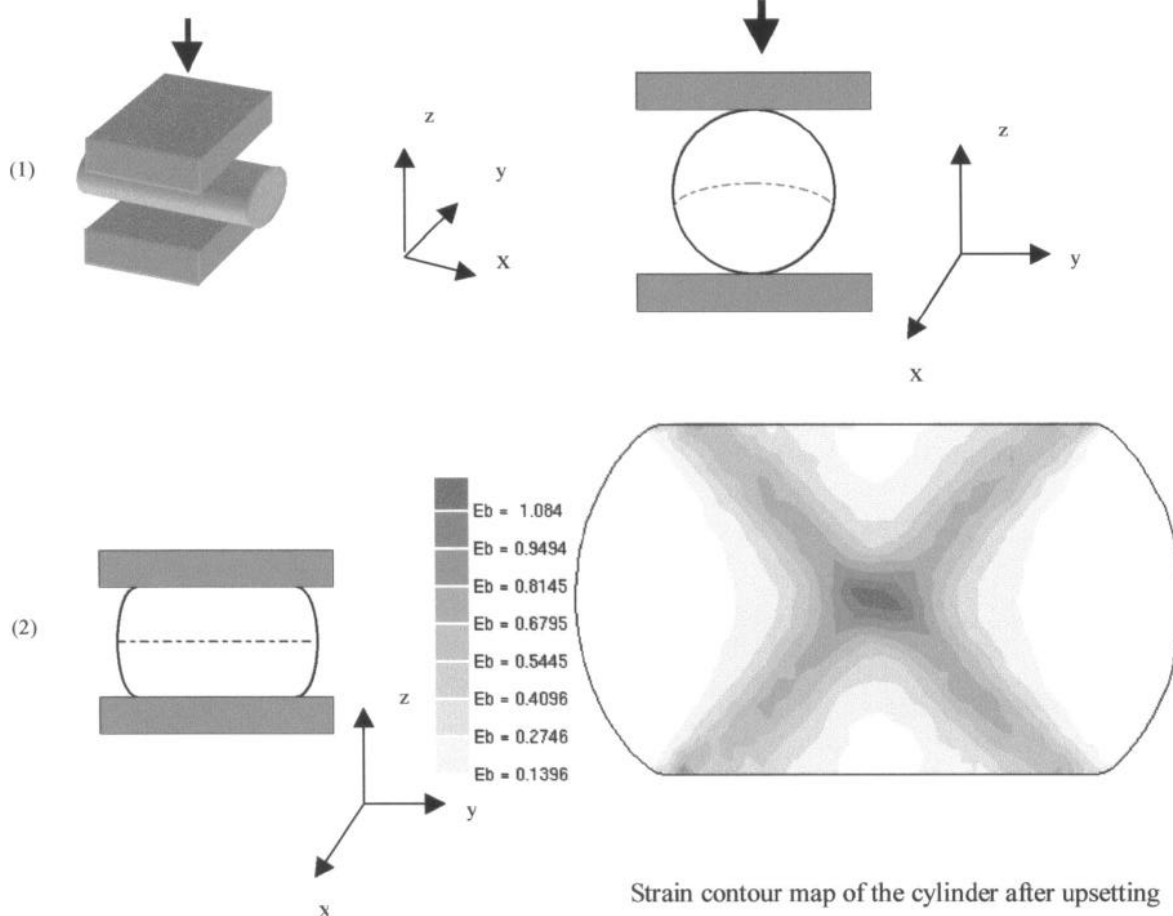 (1)
z
y
X
z
y
X
(2)
z
y
x
Eb = 1.084
Eb = 0.9494
Eb = 0.8145
Eb = 0.6795
Eb = 0.5445
Eb = 0.4096
Eb = 0.2746
Eb = 0.1396
Strain contour map of the cylinder after upsetting